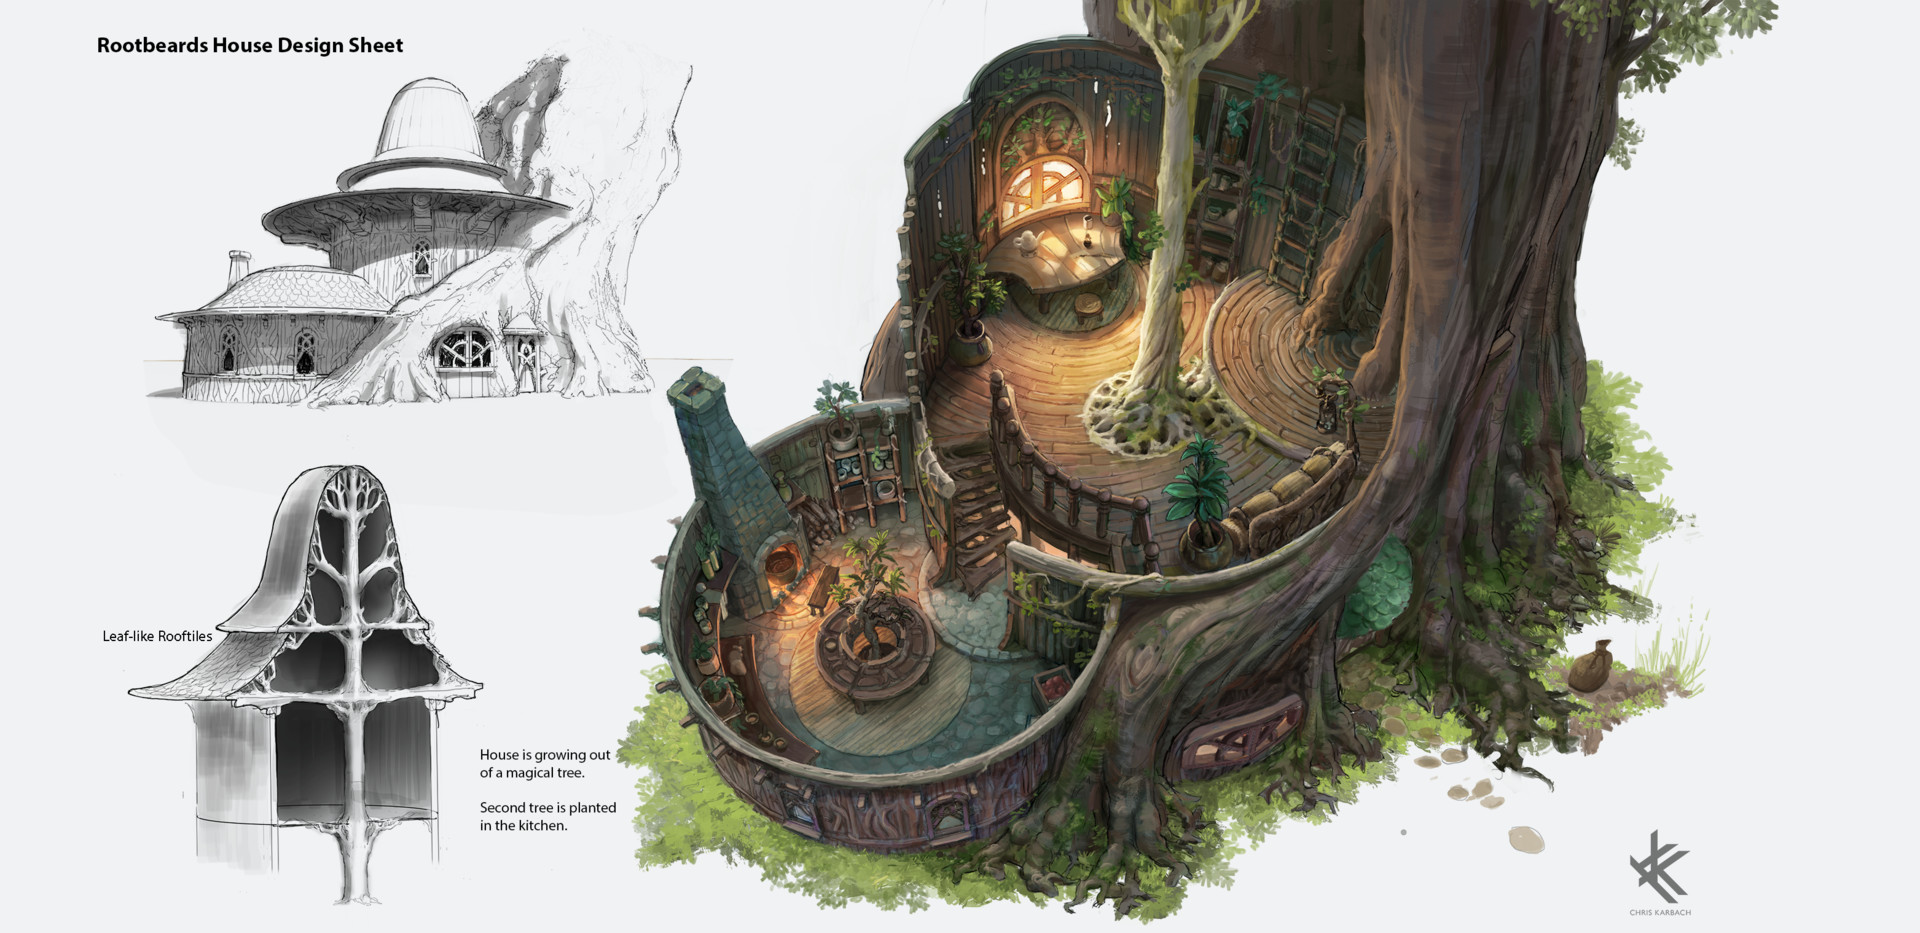 Rootbeards House Design Sheet
Leaf-like Rooftiles
House is growing out
of a magical tree.
Second tree is planted
in the kitchen.
CHRIS KARBACH